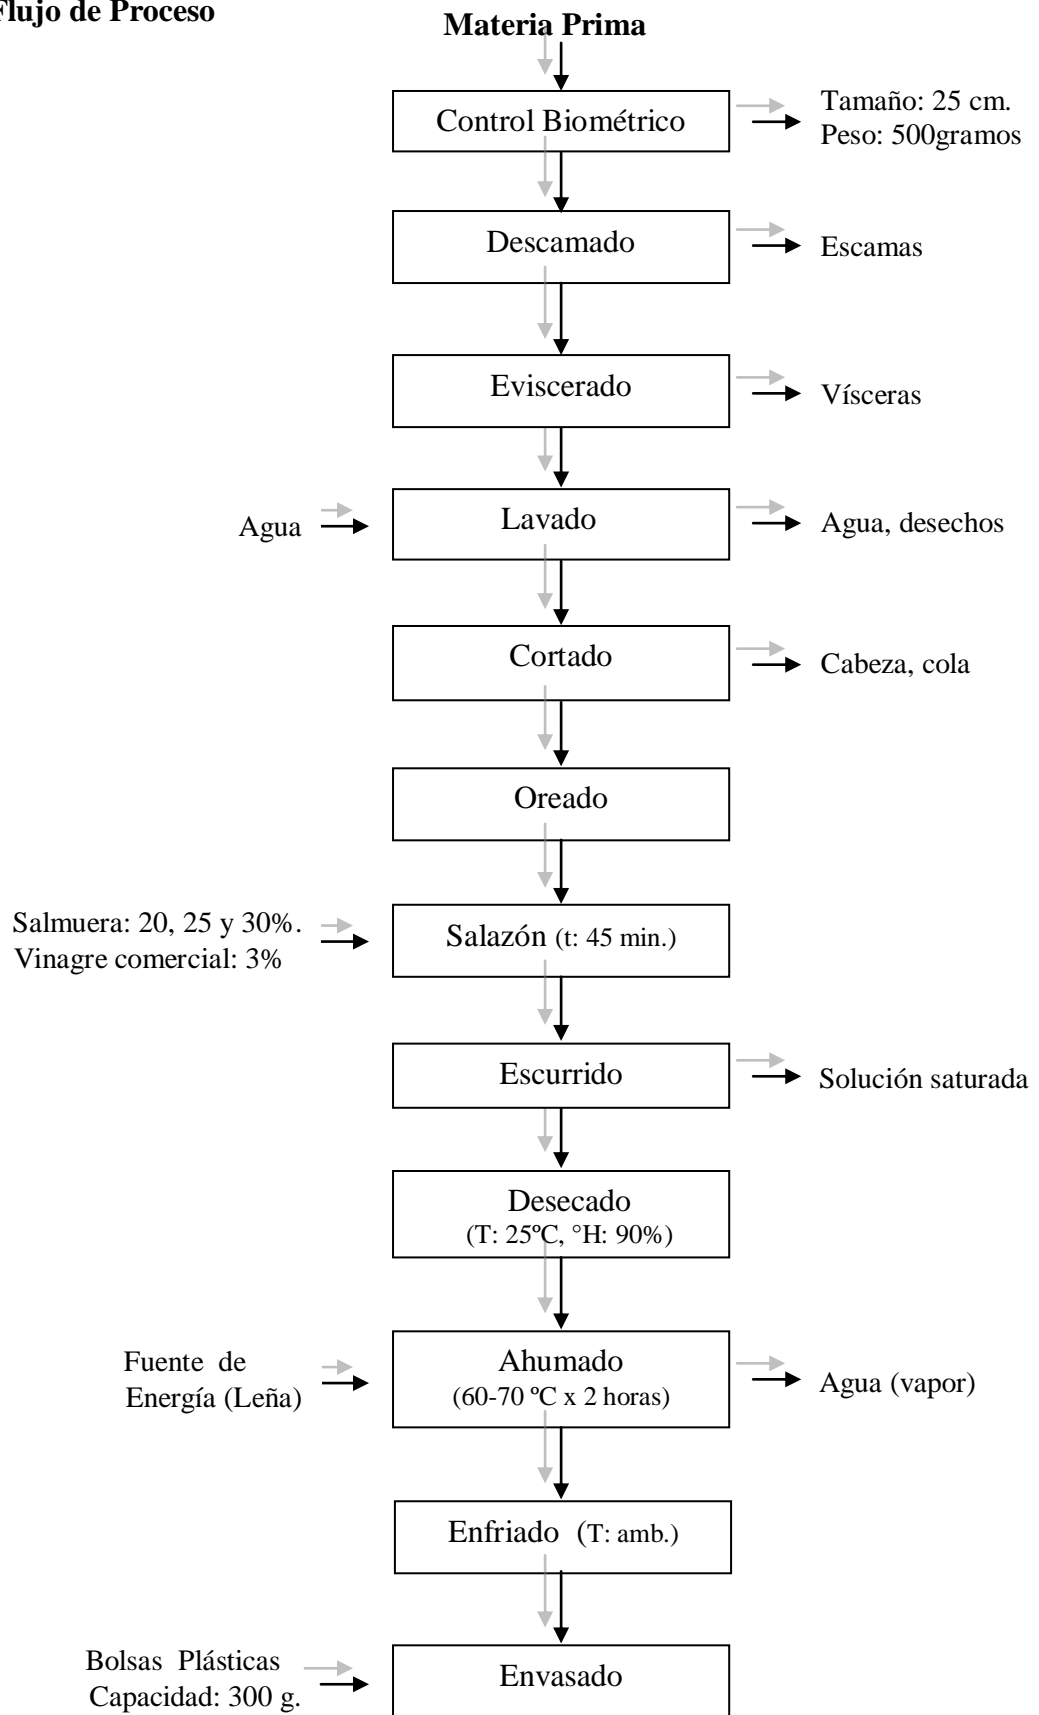 Flujo de Proceso
Materia Prima
Control Biométrico
Tamaño: 25 cm.
Peso: 500gramos
Descamado
Escamas
Eviscerado
Vísceras
Agua
Lavado
Agua, desechos
Cortado
Cabeza, cola
Oreado
Salmuera: 20, 25 y 30%.
Vinagre comercial: 3%
Salazón (t: 45 min.)
Escurrido
Solución saturada
Desecado
(T: 25ºC, °H: 90%)
Fuente de
Energía (Leña)
Ahumado
(60-70 ºC x 2 horas)
Agua (vapor)
Enfriado (T: amb.)
Bolsas Plásticas
Capacidad: 300 g.
Envasado